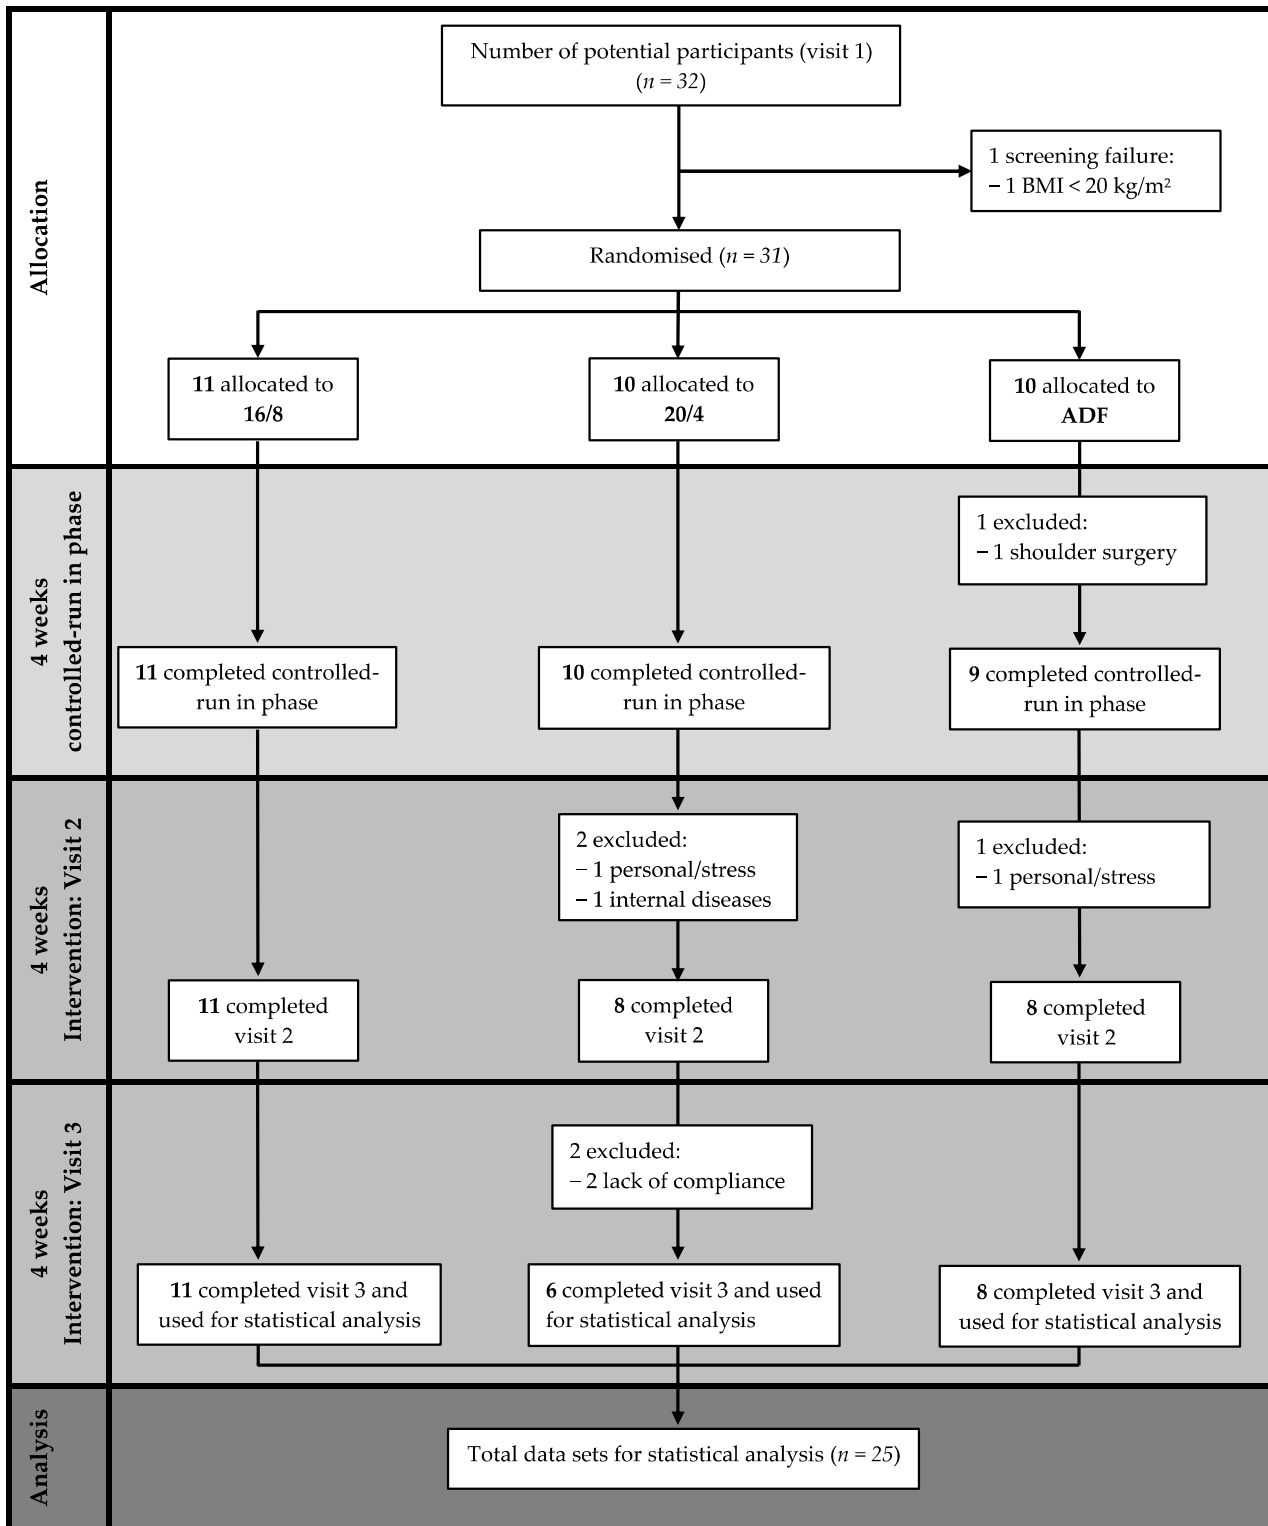 Allocation
Number of potential participants (visit 1)
(n = 32)
1 screening failure:
− 1 BMI < 20 kg/m²
Randomised (n = 31)
11 allocated to
16/8
10 allocated to
20/4
10 allocated to
ADF
4 weeks
controlled-run in phase
1 excluded:
− 1 shoulder surgery
11 completed controlled-
run in phase
10 completed controlled-
run in phase
9 completed controlled-
run in phase
4 weeks
Intervention: Visit 2
2 excluded:
− 1 personal/stress
− 1 internal diseases
1 excluded:
− 1 personal/stress
11 completed
visit 2
8 completed
visit 2
8 completed
visit 2
4 weeks
Intervention: Visit 3
2 excluded:
− 2 lack of compliance
11 completed visit 3 and
used for statistical analysis
6 completed visit 3 and used
for statistical analysis
8 completed visit 3 and
used for statistical analysis
Analysis
Total data sets for statistical analysis (n = 25)